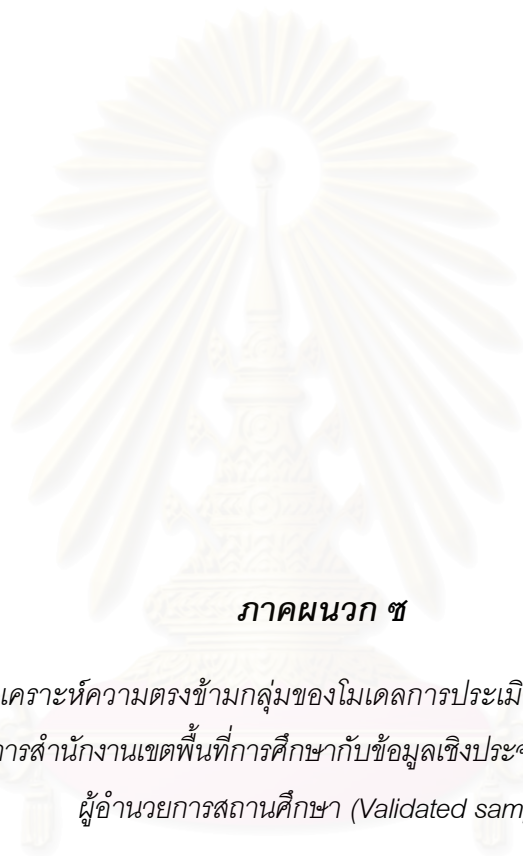 ภาคผนวก ซ
เคราะห์ความตรงข้ามกลุ่มของโมเดลการประเมิ
การสำนักงานเขตพื้นที่การศึกษากับข้อมูลเชิงประจ
ผู้อำนวยการสถานศึกษา (Validated sam